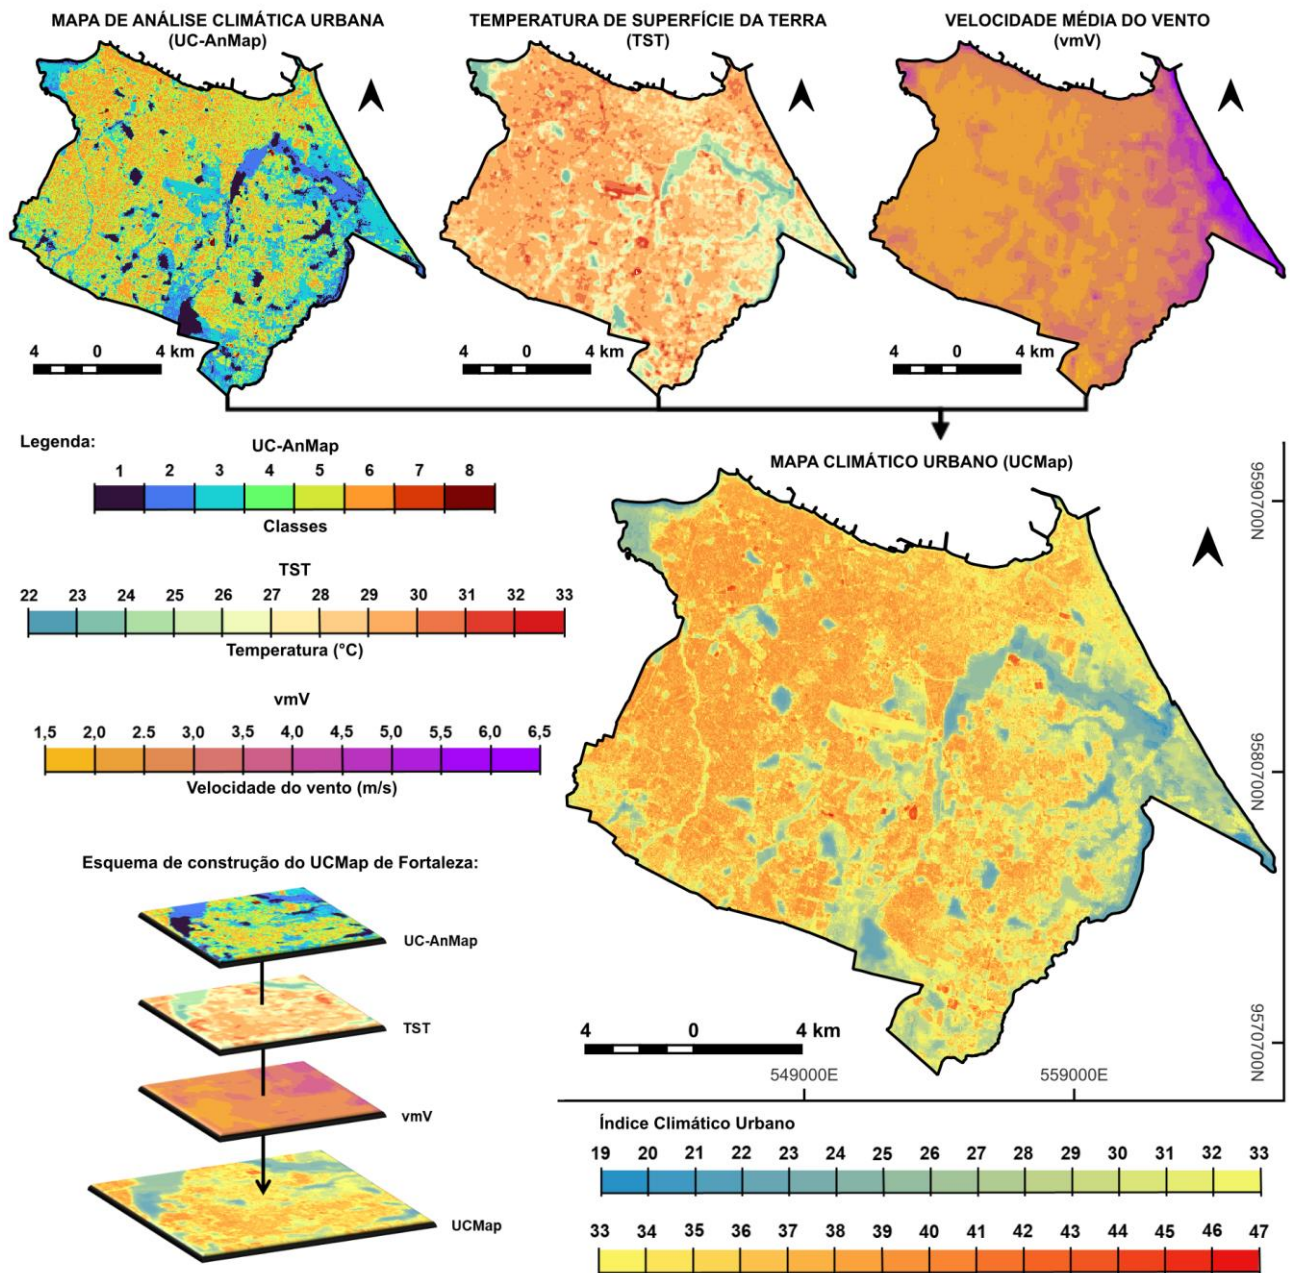 MAPA DE ANÁLISE CLIMÁTICA URBANA
(UC-AnMap)
TEMPERATURA DE SUPERFÍCIE DA TERRA
(TST)
VELOCIDADE MÉDIA DO VENTO
(vmV)
4 0 4 km
4 0 4 km
4 0 4 km
Legenda:
UC-AnMap
1 2 3 4 5 6 7 8
Classes
TST
22 23 24 25 26 27 28 29 30 31 32 33
Temperatura (°C)
vmV
1,5 2,0 2.5 3,0 3,5 4,0 4,5 5,0 5,5 6,0 6,5
Velocidade do vento (m/s)
Esquema de construção do UCMap de Fortaleza:
UC-AnMap
TST
vmV
UCMap
MAPA CLIMÁTICO URBANO (UCMap)
9590700N
9580700N
9570700N
4 0 4 km
549000E 559000E
Índice Climático Urbano
19 20 21 22 23 24 25 26 27 28 29 30 31 32 33
33 34 35 36 37 38 39 40 41 42 43 44 45 46 47